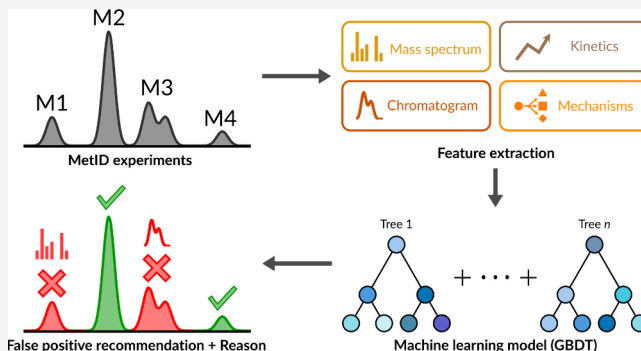 M1
M2
M3
M4
MetID experiments
Mass spectrum
Kinetics
Chromatogram
Mechanisms
Feature extraction
Tree 1
Tree n
+ ··· +
Machine learning model (GBDT)
False positive recommendation + Reason